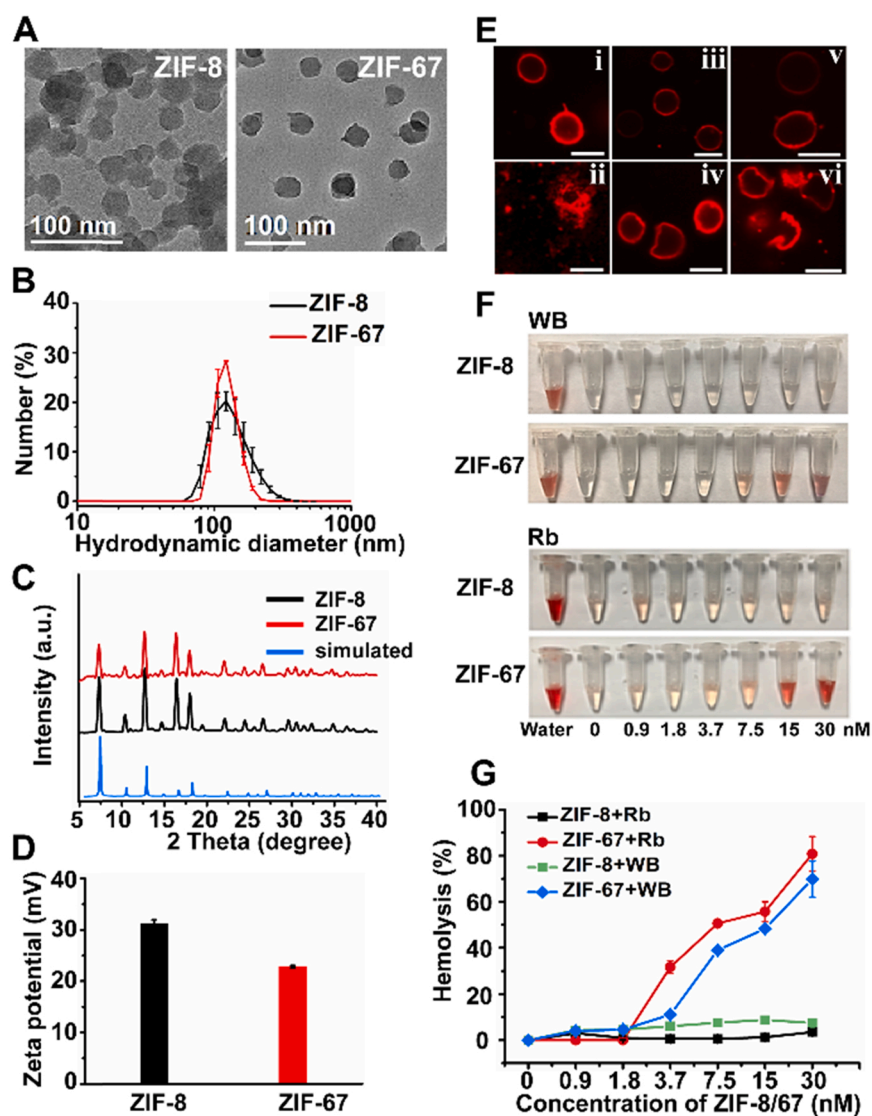 A
ZIF-8
ZIF-67
100 nm
100 nm
B
ZIF-8
ZIF-67
40
30
20
10
0
Number (%)
10
100
1000
Hydrodynamic diameter (nm)
C
ZIF-8
ZIF-67
simulated
Intensity (a.u.)
5 10 15 20 25 30 35 40
2 Theta (degree)
D
40
30
20
33
0
Zeta potential (mV)
ZIF-8
ZIF-67
E
i
iii
v
ii
iv
vi
F
WB
ZIF-8
ZIF-67
Rb
ZIF-8
ZIF-67
Water 0 0.9 1.8 3.7 7.5 15 30 nM
G
ZIF-8+Rb
ZIF-67+Rb
ZIF-8+WB
ZIF-67+WB
100
80
60
40
20
0
Hemolysis (%)
0 0.9 1.8 3.7 7.5 15 30
Concentration of ZIF-8/67 (nM)